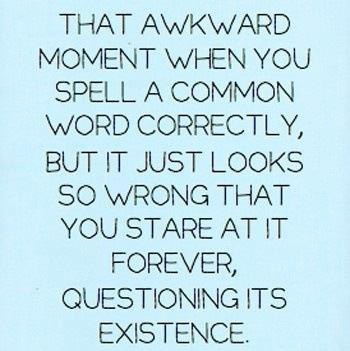 THAT AWKWARD
MOMENT WHEN YOU
SPELL A COMMON
WORD CORRECTLY,
BUT IT JUST LOOKS
SO WRONG THAT
YOU STARE AT IT
FOREVER,
QUESTIONING ITS
EXISTENCE.